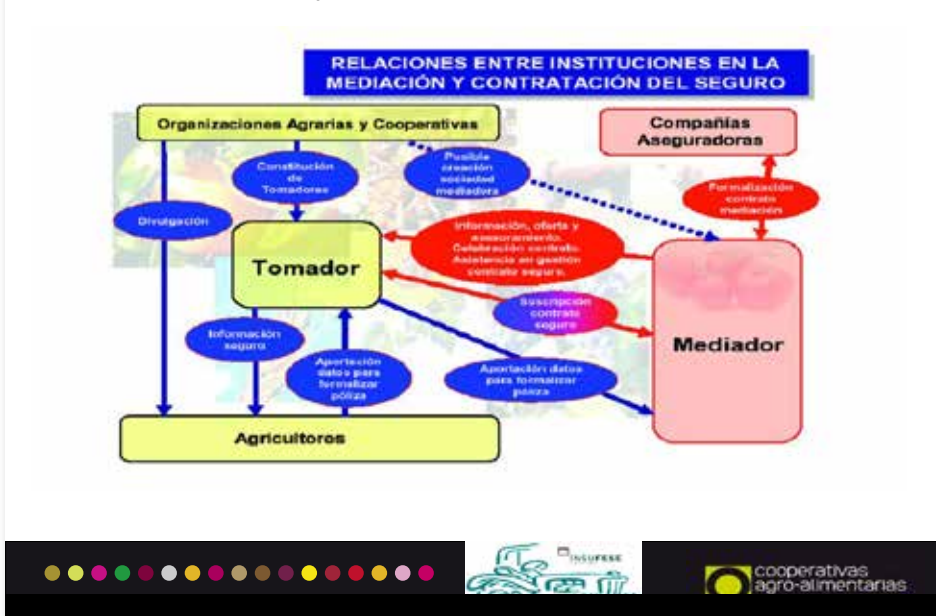 RELACIONES ENTRE INSTITUCIONES EN LA
MEDIACIÓN Y CONTRATACIÓN DEL SEGURO
Organizaciones Agrarias y Cooperativas
Compañías
Aseguradoras
Constitución
de
Tomadores
Posible
creación
sociedad
mediadora
Formalización
contrato
mediación
Divulgación
Información, oferta y
asesoramiento.
Celebración contrato.
Asistencia en gestión
contrato seguro.
Tomador
Suscripción
contrato
seguro
Mediador
Información
seguro
Aportación
datos para
formalizar
póliza
Aportación datos
para formalizar
póliza
Agricultores
INSUFESE
cooperativas
agro-alimentarias